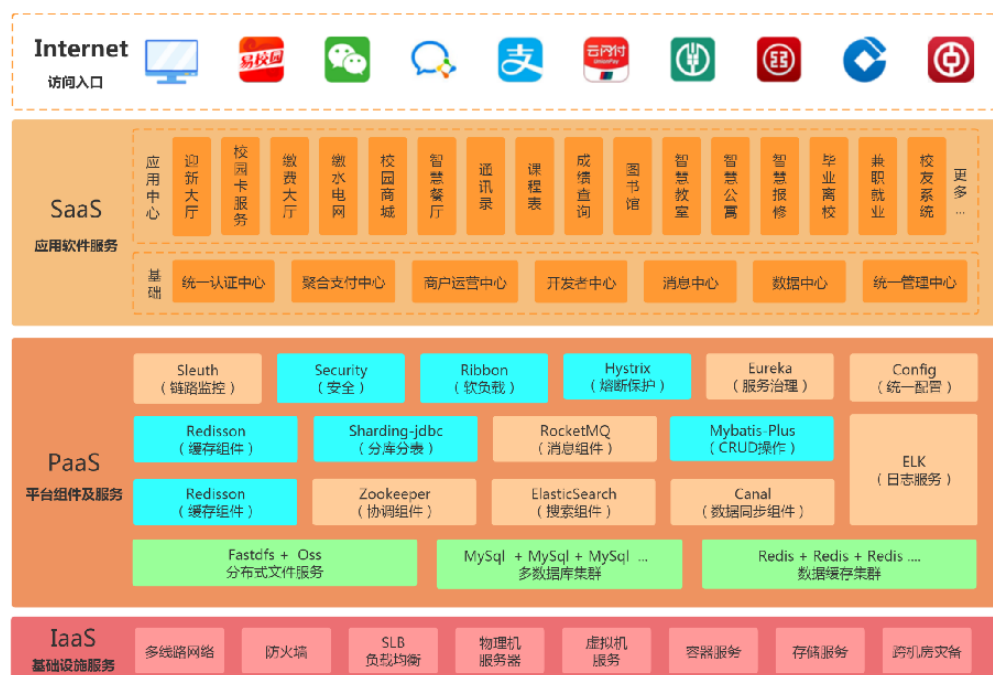 Internet
访问入口
易校园
云闪付
UnionPay
SaaS
应用软件服务
应用中心
迎新大厅
校园卡服务
缴费大厅
缴水电网
校园商城
智慧餐厅
通讯录
课程表
成绩查询
图书馆
智慧教室
智慧公寓
智慧报修
毕业离校
兼职就业
校友系统
更多...
基础
统一认证中心
聚合支付中心
商户运营中心
开发者中心
消息中心
数据中心
统一管理中心
PaaS
平台组件及服务
Sleuth
（链路监控）
Security
（安全）
Ribbon
（软负载）
Hystrix
（熔断保护）
Eureka
（服务治理）
Config
（统一配置）
Redisson
（缓存组件）
Sharding-jdbc
（分库分表）
RocketMQ
（消息组件）
Mybatis-Plus
（CRUD操作）
ELK
（日志服务）
Redisson
（缓存组件）
Zookeeper
（协调组件）
ElasticSearch
（搜索组件）
Canal
（数据同步组件）
Fastdfs + Oss
分布式文件服务
MySql + MySql + MySql ...
多数据库集群
Redis + Redis + Redis ....
数据缓存集群
IaaS
基础设施服务
多线路网络
防火墙
SLB
负载均衡
物理机
服务器
虚拟机
服务
容器服务
存储服务
跨机房灾备